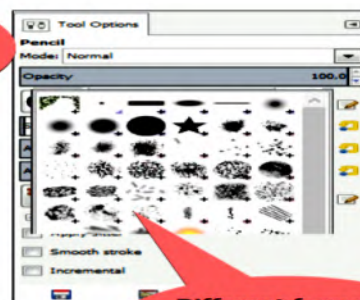 Tool Options
Pencil
Mode: Normal
Opacity 100.0
Smooth stroke
Incremental